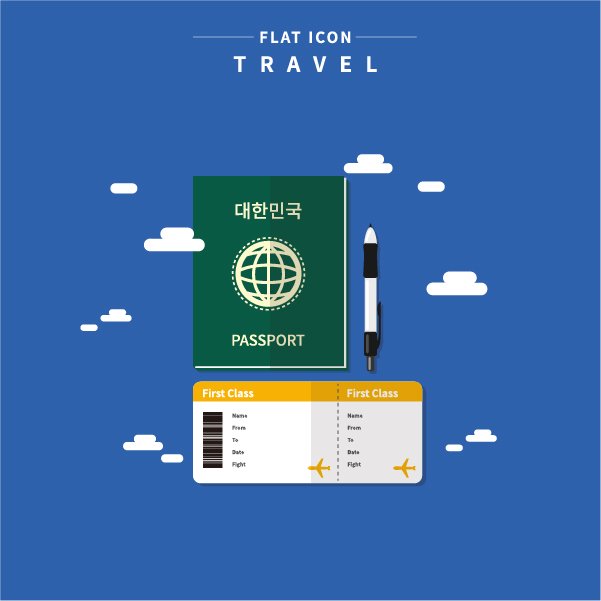 FLAT ICON
TRAVEL
대한민국
PASSPORT
First Class
Name
From
To
Date
Fight
First Class
Name
From
To
Date
Fight